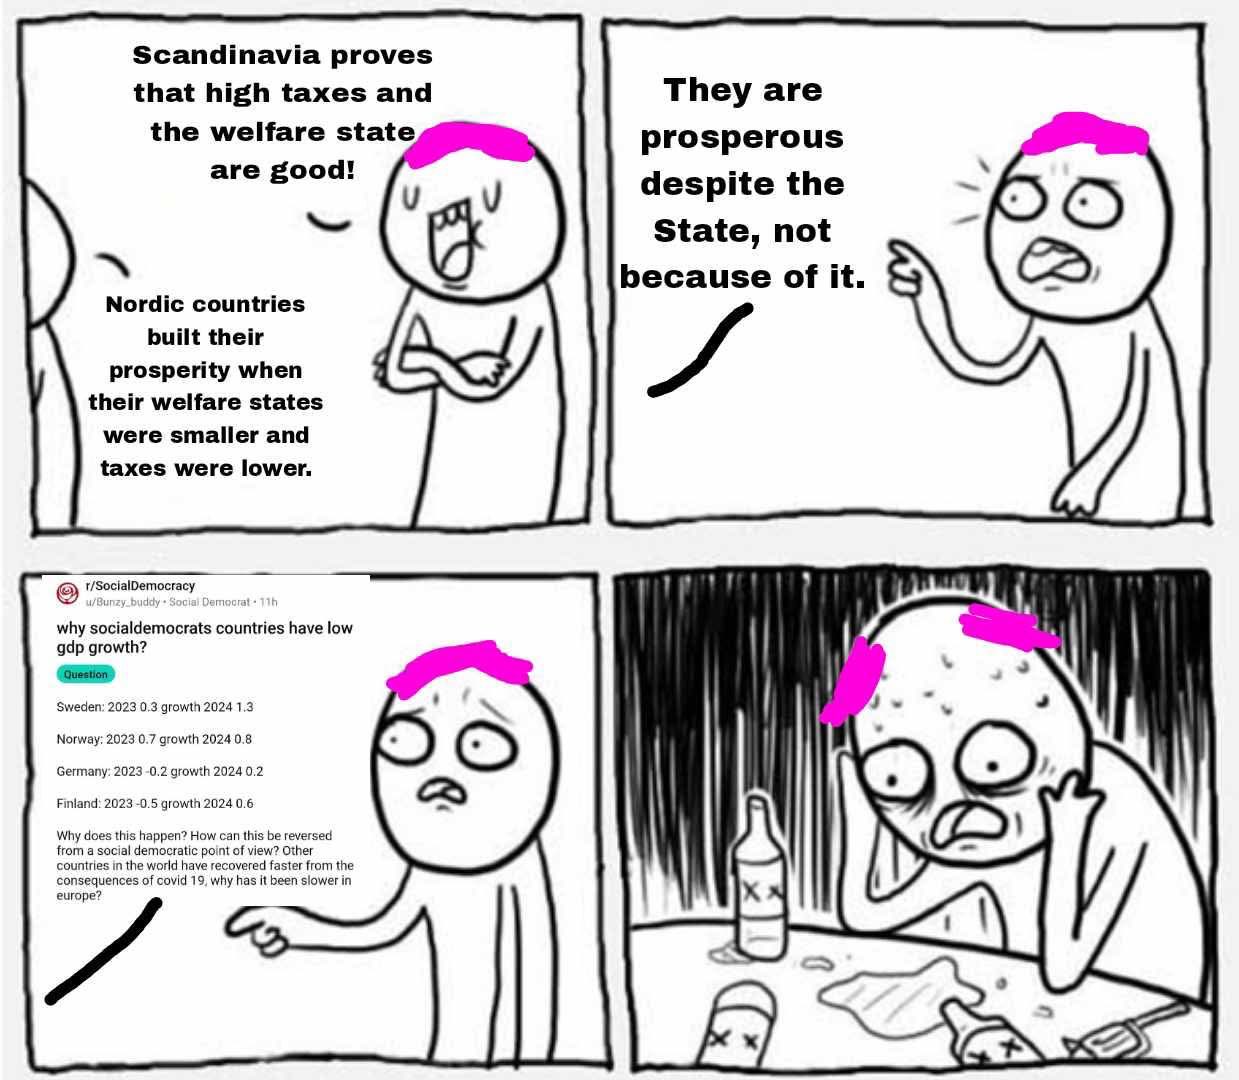 Scandinavia proves
that high taxes and
the welfare state
are good!
Nordic countries
built their
prosperity when
their welfare states
were smaller and
taxes were lower.
They are
prosperous
despite the
State, not
because of it.
r/SocialDemocracy
u/Bunzy_buddy • Social Democrat • 11h
why socialdemocrats countries have low
gdp growth?
Question
Sweden: 2023 0.3 growth 2024 1.3
Norway: 2023 0.7 growth 2024 0.8
Germany: 2023 -0.2 growth 2024 0.2
Finland: 2023 -0.5 growth 2024 0.6
Why does this happen? How can this be reversed
from a social democratic point of view? Other
countries in the world have recovered faster from the
consequences of covid 19, why has it been slower in
europe?
X X
X X
X X